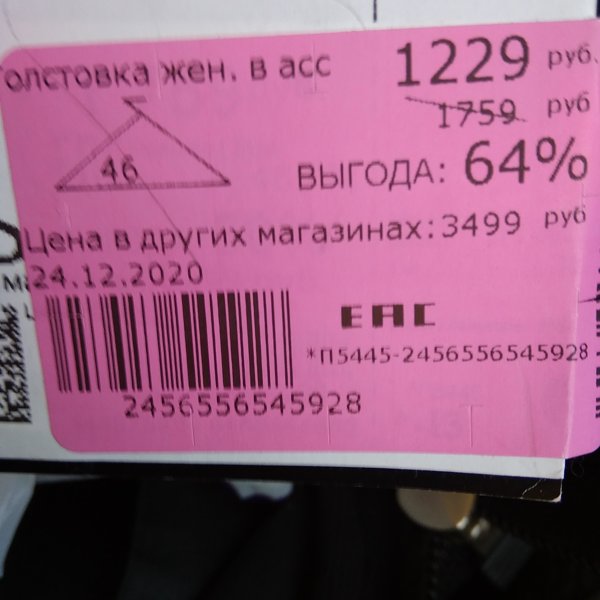 толстовка жен. в асс
1229 руб.
1759 руб
46
ВЫГОДА: 64%
Цена в других магазинах: 3499 руб
24.12.2020
EAC
*П5445-2456556545928
2456556545928